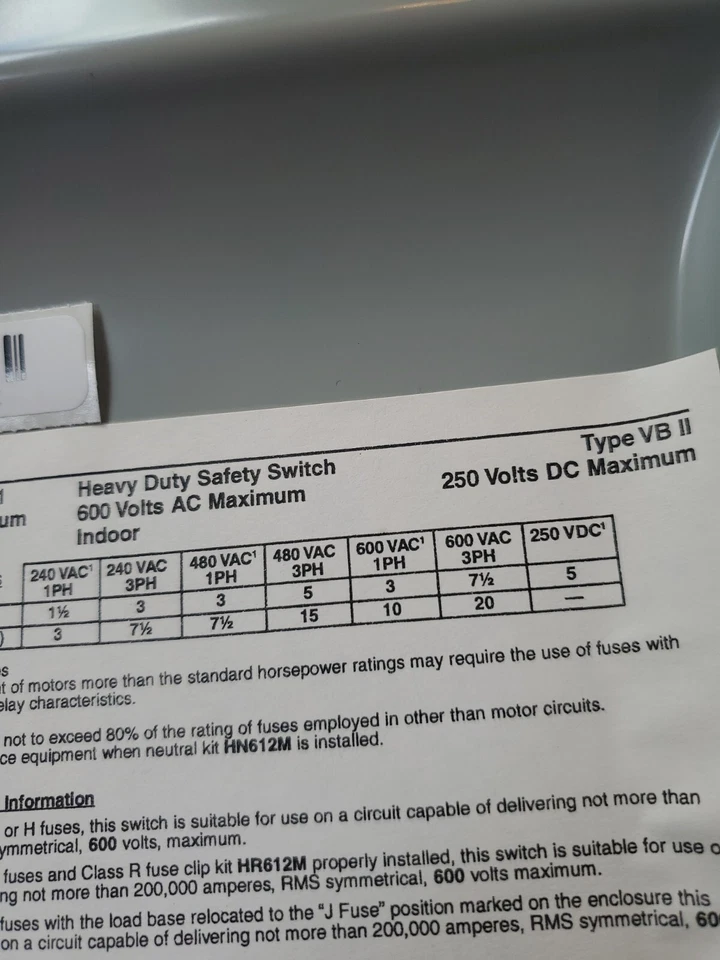 um
Heavy Duty Safety Switch
600 Volts AC Maximum
Indoor
Type VB II
250 Volts DC Maximum
240 VAC¹ 1PH 240 VAC 3PH 480 VAC¹ 1PH 480 VAC 3PH 600 VAC¹ 1PH 600 VAC 3PH 250 VDC¹
1½ 3 3 5 3 7½ 5
) 3 7½ 7½ 15 10 20 —
s
t of motors more than the standard horsepower ratings may require the use of fuses with
elay characteristics.
not to exceed 80% of the rating of fuses employed in other than motor circuits.
ce equipment when neutral kit HN612M is installed.
Information
or H fuses, this switch is suitable for use on a circuit capable of delivering not more than
ymmetrical, 600 volts, maximum.
fuses and Class R fuse clip kit HR612M properly installed, this switch is suitable for use o
ng not more than 200,000 amperes, RMS symmetrical, 600 volts maximum.
fuses with the load base relocated to the "J Fuse" position marked on the enclosure this
on a circuit capable of delivering not more than 200,000 amperes, RMS symmetrical, 60